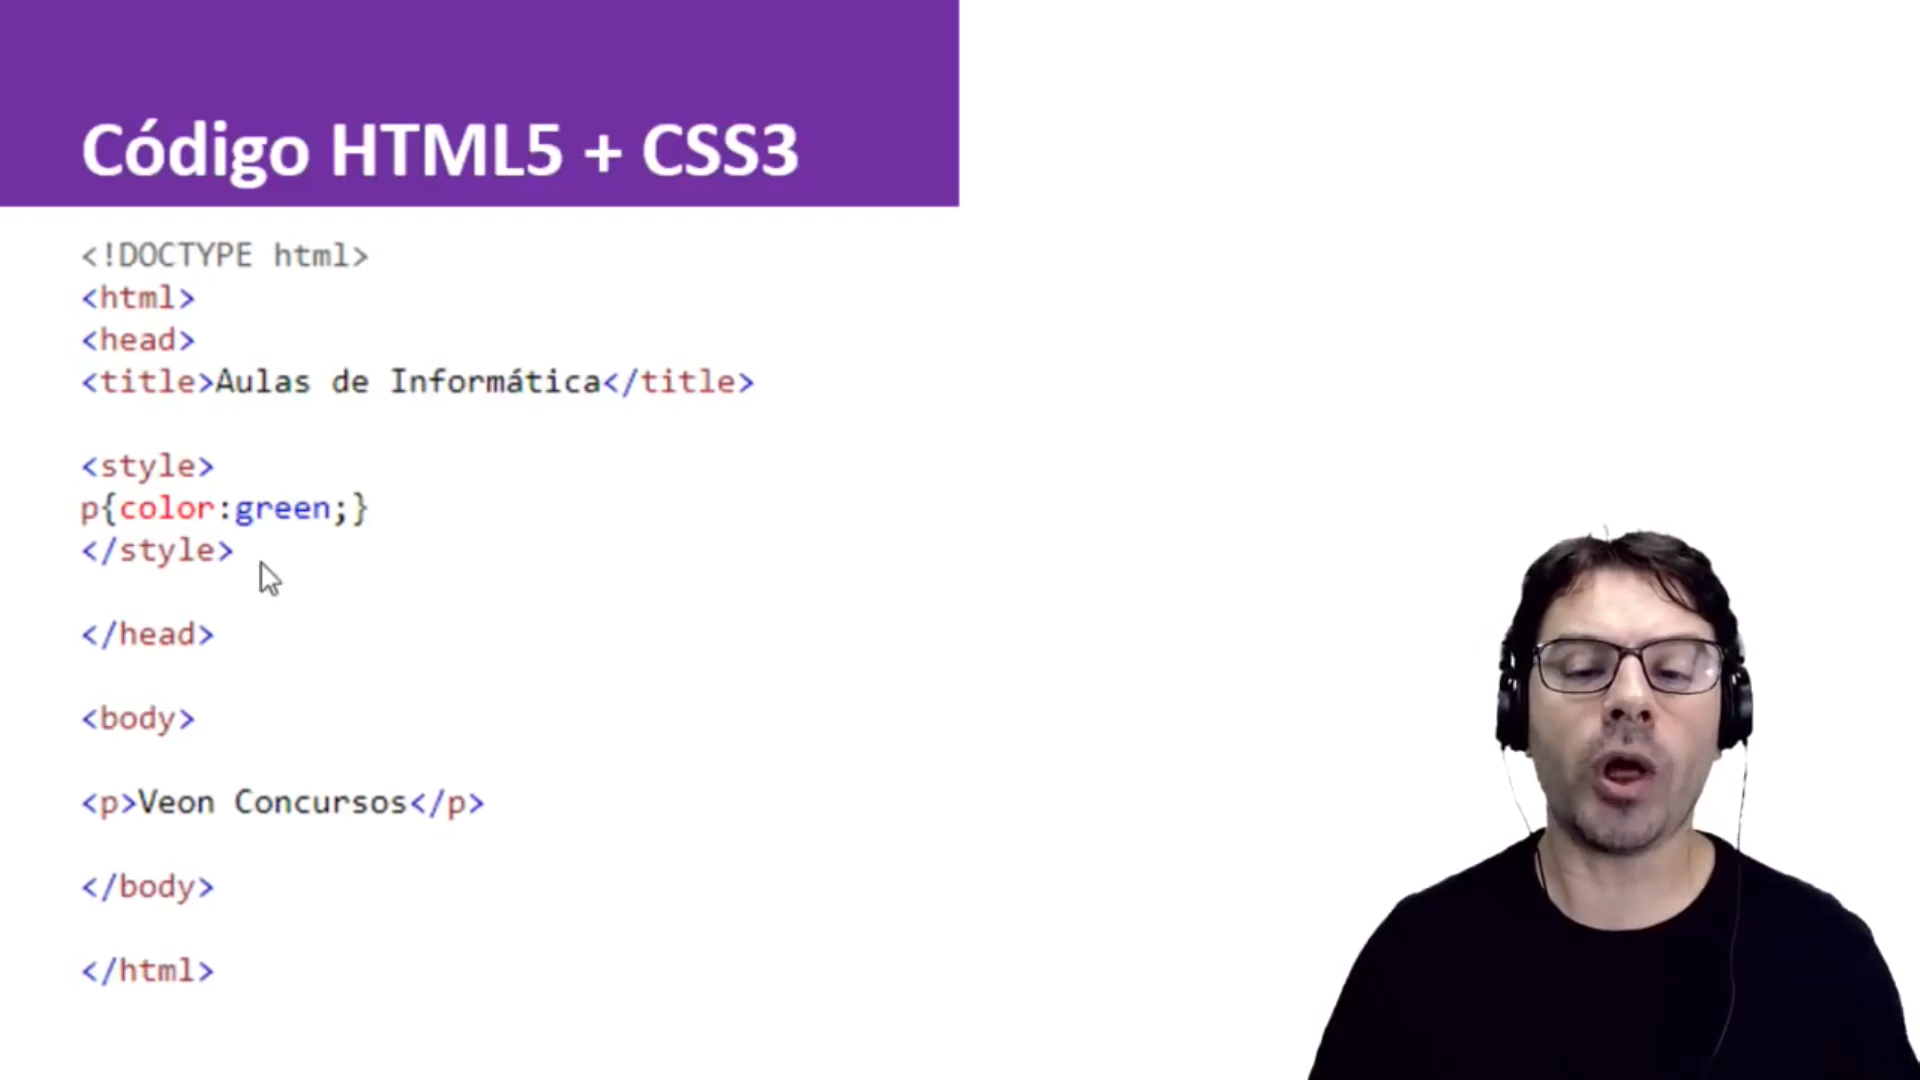 Código HTML5 + CSS3
<!DOCTYPE html>
<html>
<head>
<title>Aulas de Informática</title>
<style>
p{color:green;}
</style>
</head>
<body>
<p>Veon Concursos</p>
</body>
</html>